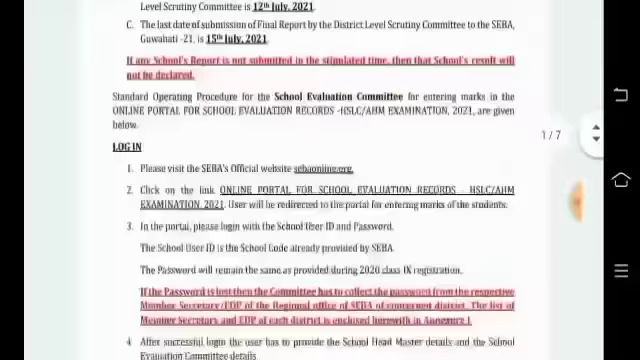 Level Scrutiny Committee is 12th July, 2021.
C. The last date of submission of Final Report by the District Level Scrutiny Committee to the SEBA,
Guwahati -21, is 15th July, 2021
If any School's Report is not submitted in the stimlated time, then that School's result will
not be declared.
Standard Operating Procedure for the School Evaluation Committee for entering marks in the
ONLINE PORTAL FOR SCHOOL EVALUATION RECORDS -HSLC/AHM EXAMINATION, 2021, are given
below.
1 / 7
LOG IN
1. Please visit the SEBA's Official website sebaonline.org.
2. Click on the link ONLINE PORTAL FOR SCHOOL EVALUATION RECORDS - HSLC/AHM
EXAMINATION, 2021. User will be redirected to the portal for entering marks of the students.
3. In the portal, please login with the School User ID and Password.
The School User ID is the School Code already provided by SEBA.
The Password will remain the same as provided during 2020 class IX registration.
If the Password is lost then the Committee has to collect the password from the respective
Member Secretary/EDP of the Regional office of SEBA of concernet district. The list of
Member Secretary and EDP of each district is enclosed herewith in Annexure I.
4 After successful login the user has to provide the School Head Master details and the School
Evaluation Committee details